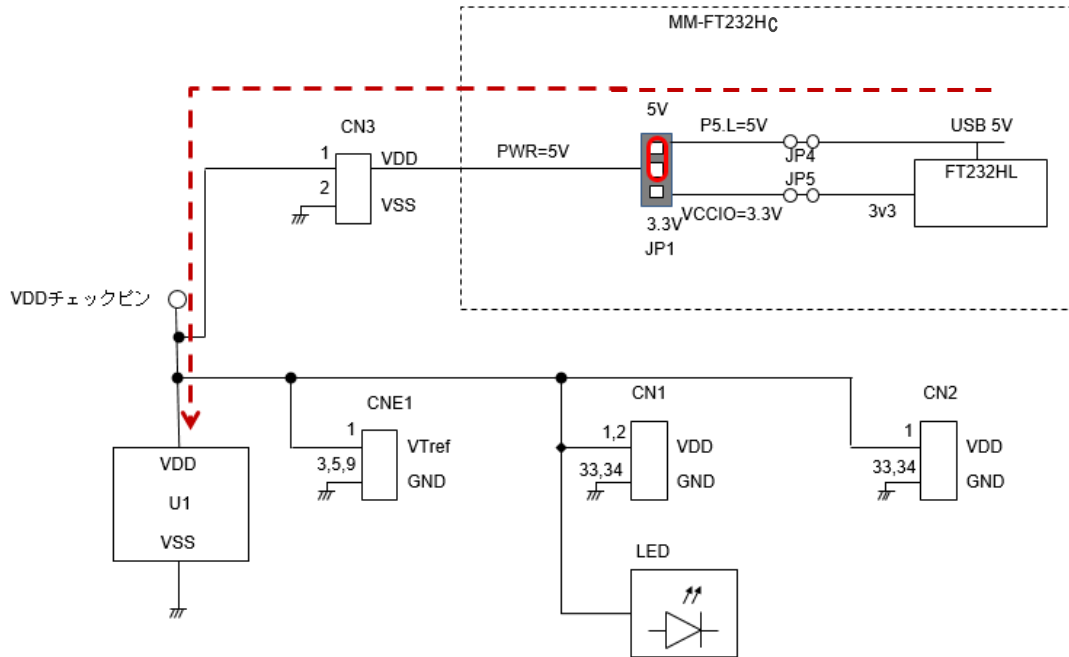 MM-FT232Hc
5V
P5.L=5V
USB 5V
CN3
1
VDD
PWR=5V
JP4
FT232HL
JP5
2
VSS
3.3V
VCCIO=3.3V
3v3
JP1
VDDチェックピン
CNE1
CN1
CN2
1
VTref
1,2
VDD
1
VDD
3,5,9
GND
33,34
GND
33,34
GND
VDD
U1
VSS
LED